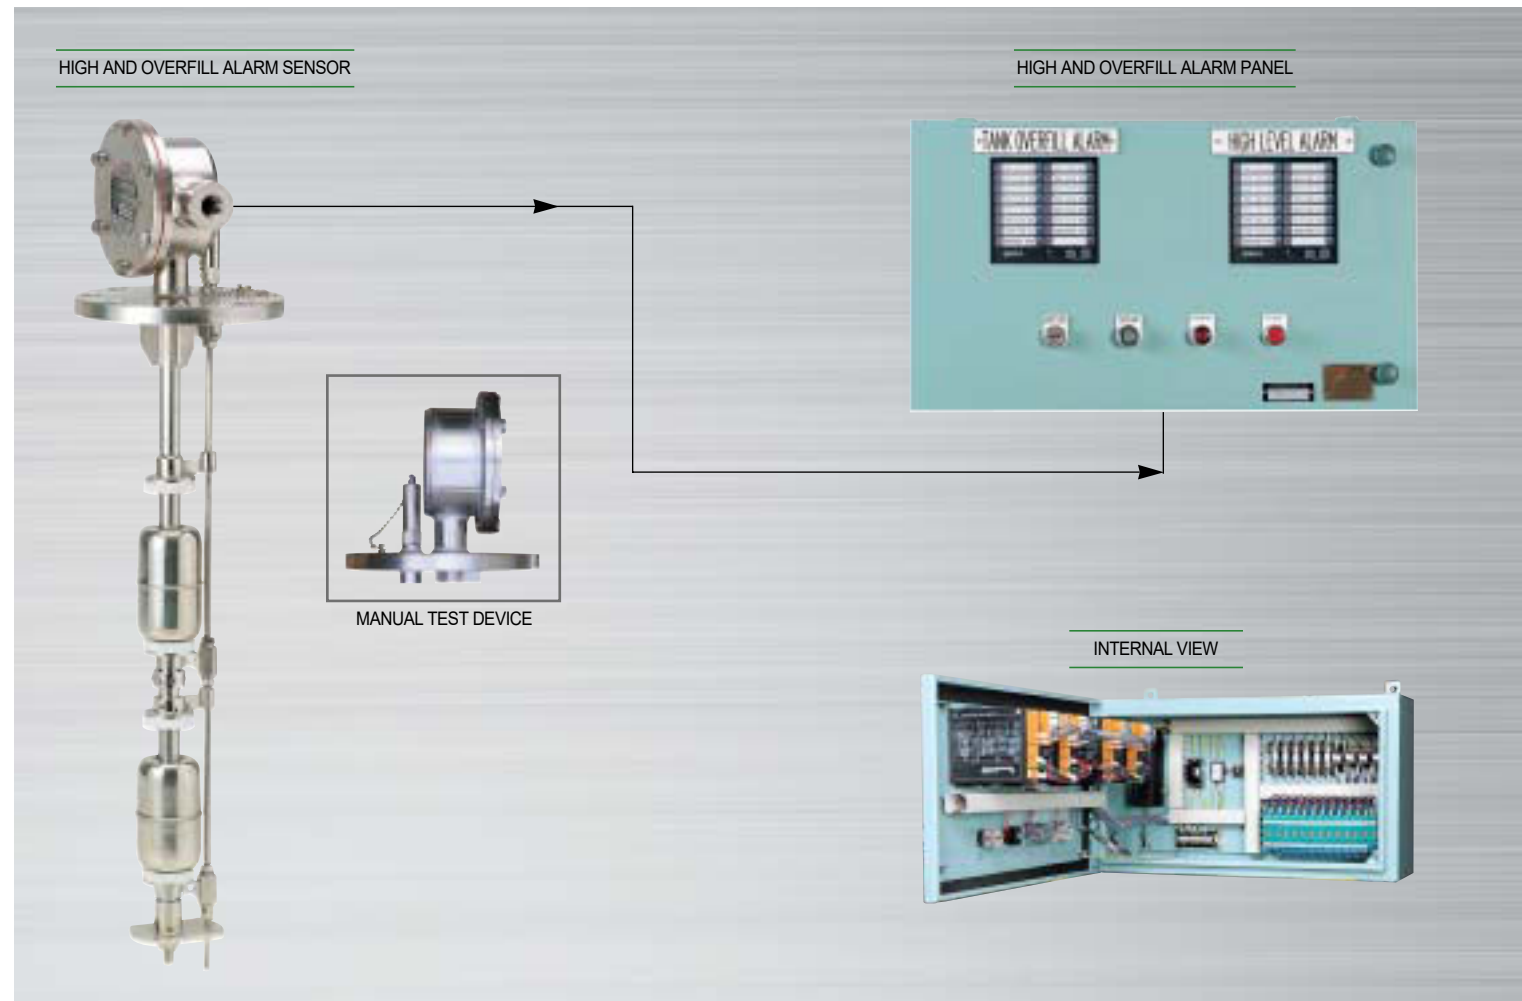 HIGH AND OVERFILL ALARM SENSOR
HIGH AND OVERFILL ALARM PANEL
TANK OVERFILL ALARM
HIGH LEVEL ALARM
MANUAL TEST DEVICE
INTERNAL VIEW